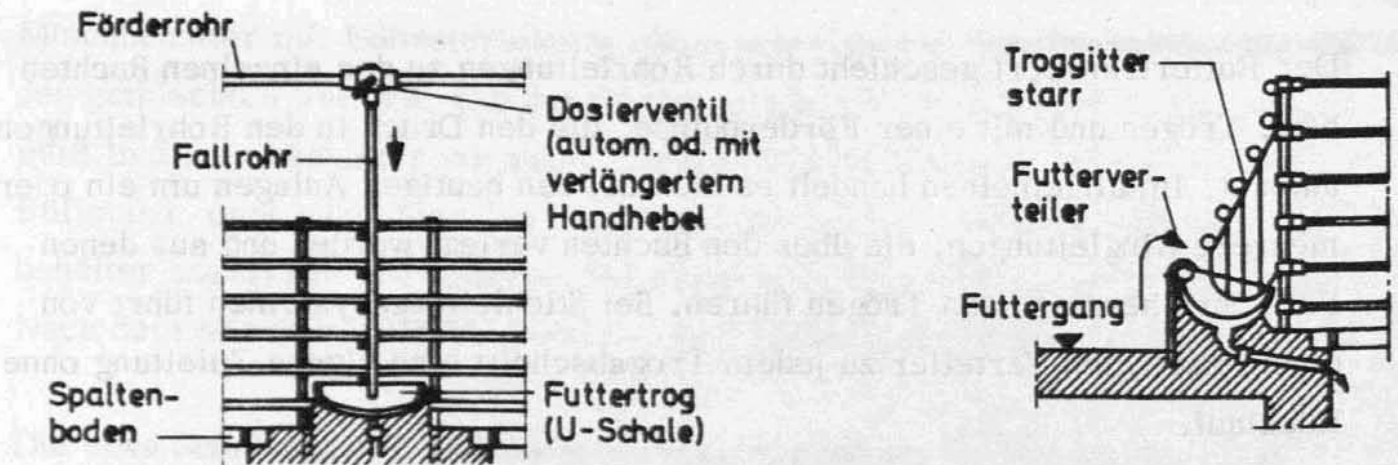 Förderrohr
Dosierventil
(autom. od. mit
verlängertem
Handhebel
Fallrohr
Spalten-
boden
Futtertrog
(U-Schale)
Troggitter
starr
Futterver-
teiler
Futtergang